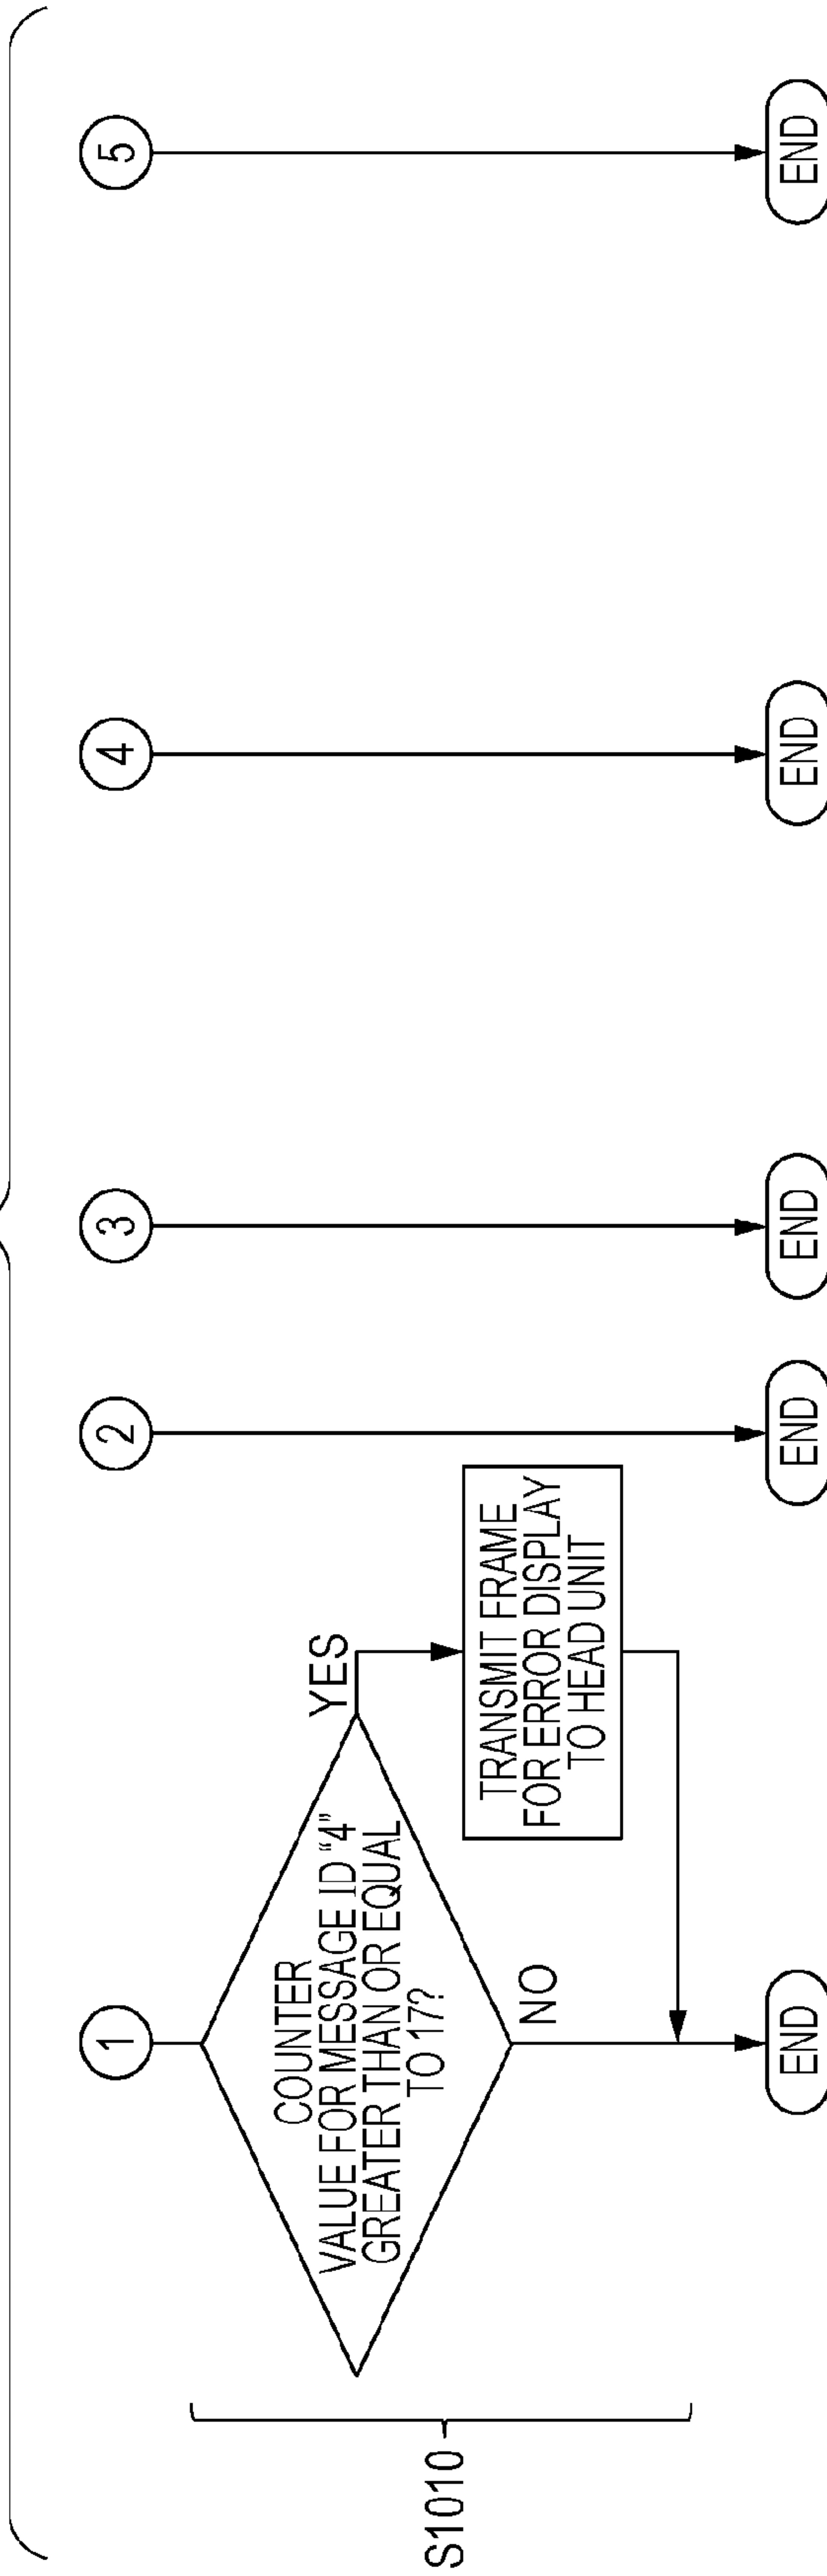 1
2
3
4
5
S1010
COUNTER
VALUE FOR MESSAGE ID “4”
GREATER THAN OR EQUAL
TO 17?
YES
NO
TRANSMIT FRAME
FOR ERROR DISPLAY
TO HEAD UNIT
END
END
END
END
END